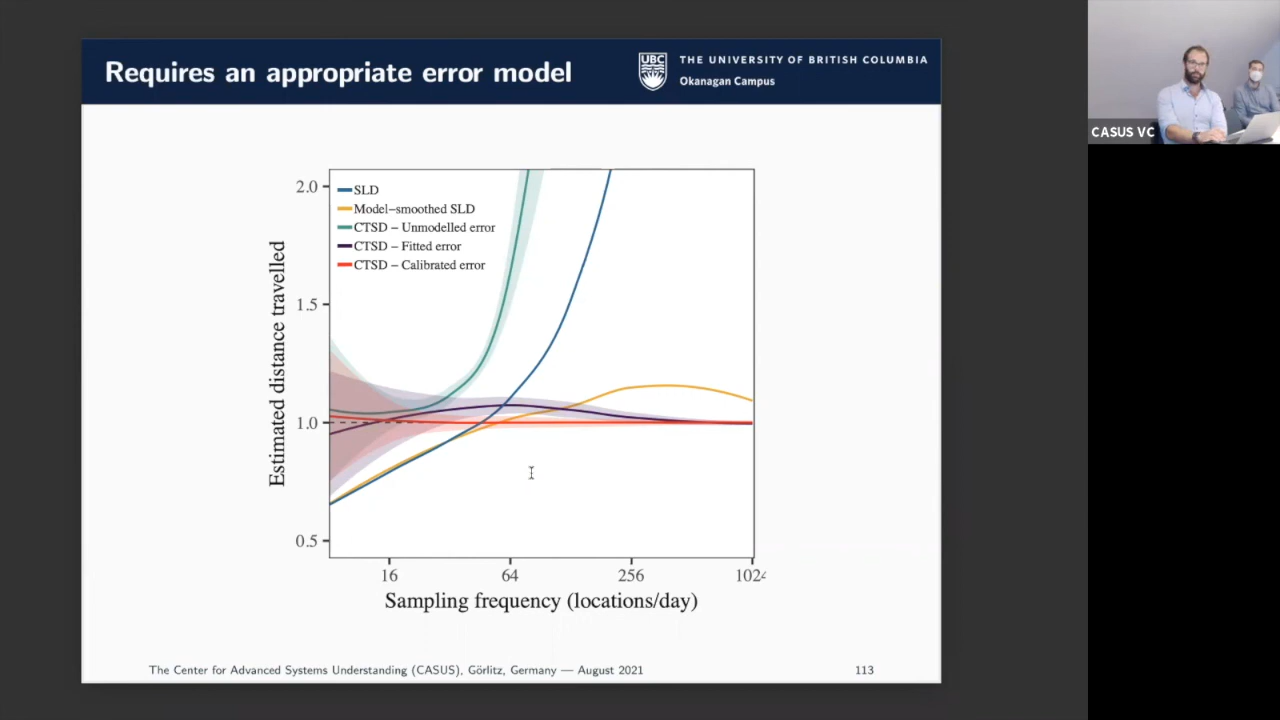 Requires an appropriate error model
UBC
THE UNIVERSITY OF BRITISH COLUMBIA
Okanagan Campus
CASUS VC
Estimated distance travelled
2.0
1.5
1.0
0.5
SLD
Model−smoothed SLD
CTSD − Unmodelled error
CTSD − Fitted error
CTSD − Calibrated error
16
64
256
1024
Sampling frequency (locations/day)
The Center for Advanced Systems Understanding (CASUS), Görlitz, Germany — August 2021
113